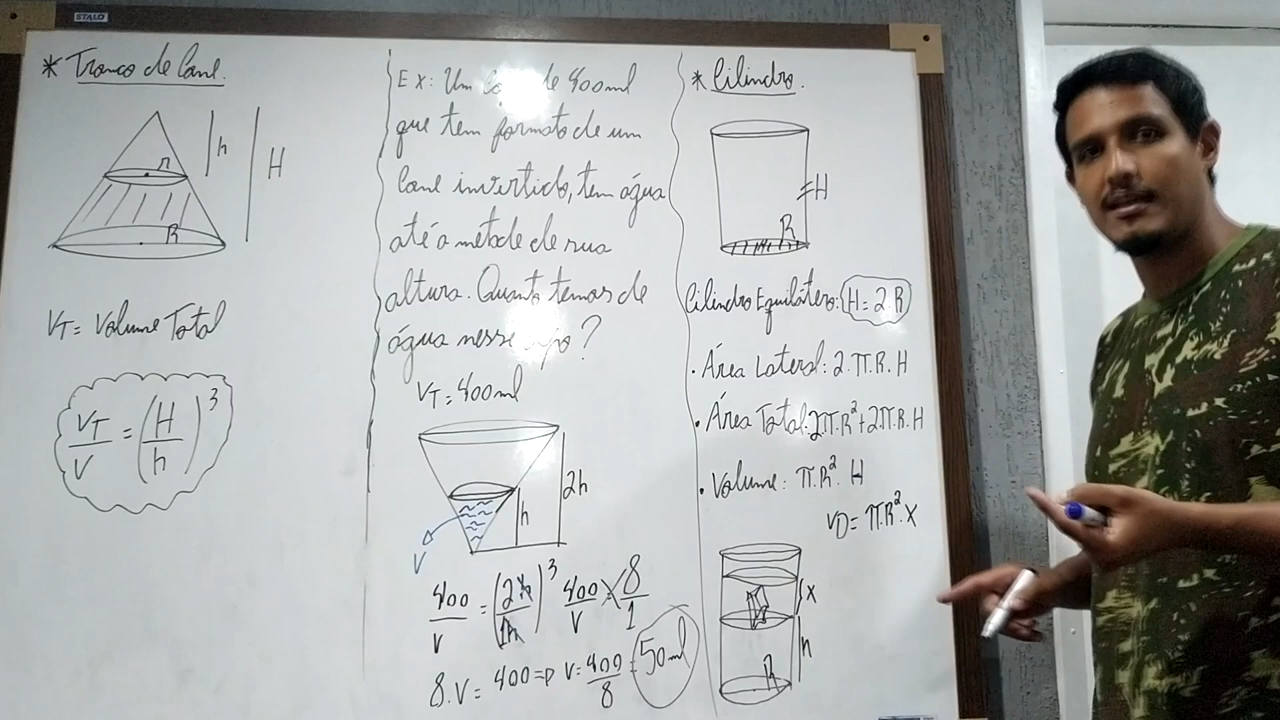 STALO
* Tronco de Cone.
r
h
H
R
VT = Volume Total
VT/V = (H/h)³
Ex: Um de 400ml
que tem formato de um
cone invertido, tem água
até a metade de sua
altura. Quanto temos de
água nesse ?
VT = 400ml
2h
h
V
400/V = (2h/1h)³ 400/V 8/1
8.V = 400 => V = 400/8 = 50ml
* Cilindro.
H
R
Cilindro Equilátero: H = 2.R
• Área Lateral: 2.π.R.H
• Área Total: 2π.R²+2π.R.H
• Volume: π.R².H
VD = π.R².X
X
h
R